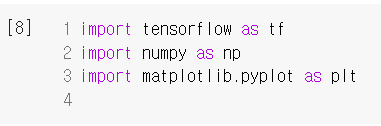 [8] 1 import tensorflow as tf
2 import numpy as np
3 import matplotlib.pyplot as plt
4